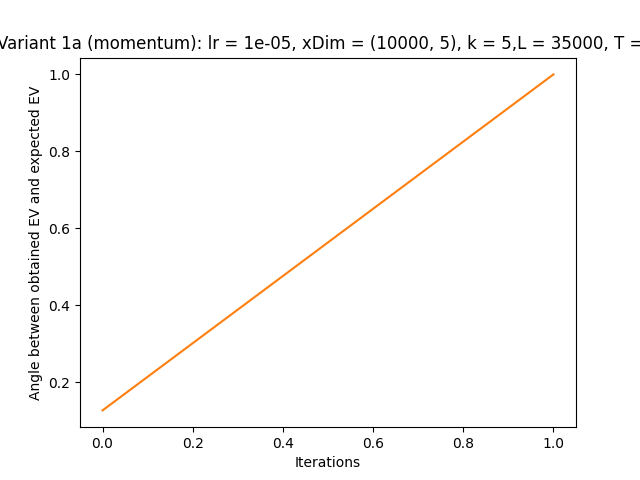 Variant 1a (momentum): lr = 1e-05, xDim = (10000, 5), k = 5,L = 35000, T =
1.0
0.8
0.6
0.4
0.2
Angle between obtained EV and expected EV
0.0 0.2 0.4 0.6 0.8 1.0
Iterations